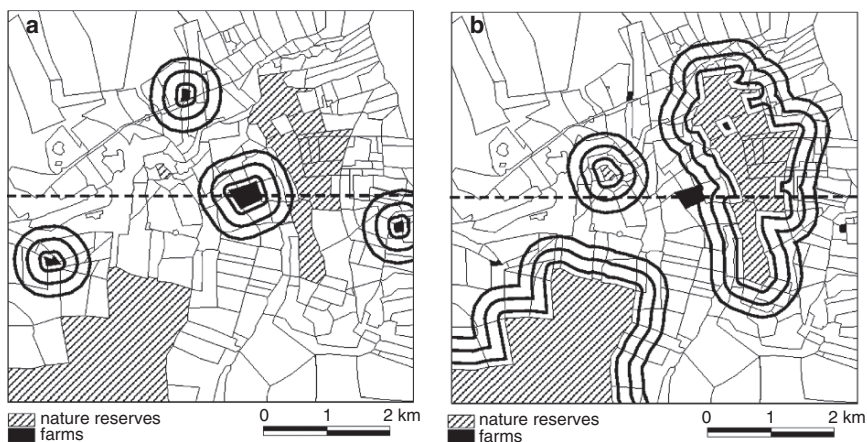 a
b
nature reserves
farms
0 1 2 km
nature reserves
farms
0 1 2 km